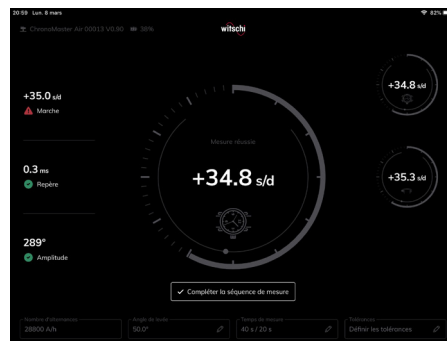 20:59 Lun. 8 mars
82%
ChronoMaster Air 00013 V0.90 36%
witschi
+35.0 s/d
Marche
0.3 ms
Repère
289°
Amplitude
Mesure réussie
+34.8 s/d
+34.8 s/d
+35.3 s/d
Compléter la séquence de mesure
Nombre d'alternances
28800 A/h
Angle de levée
50.0°
Temps de mesure
40 s / 20 s
Tolérances
Définir les tolérances